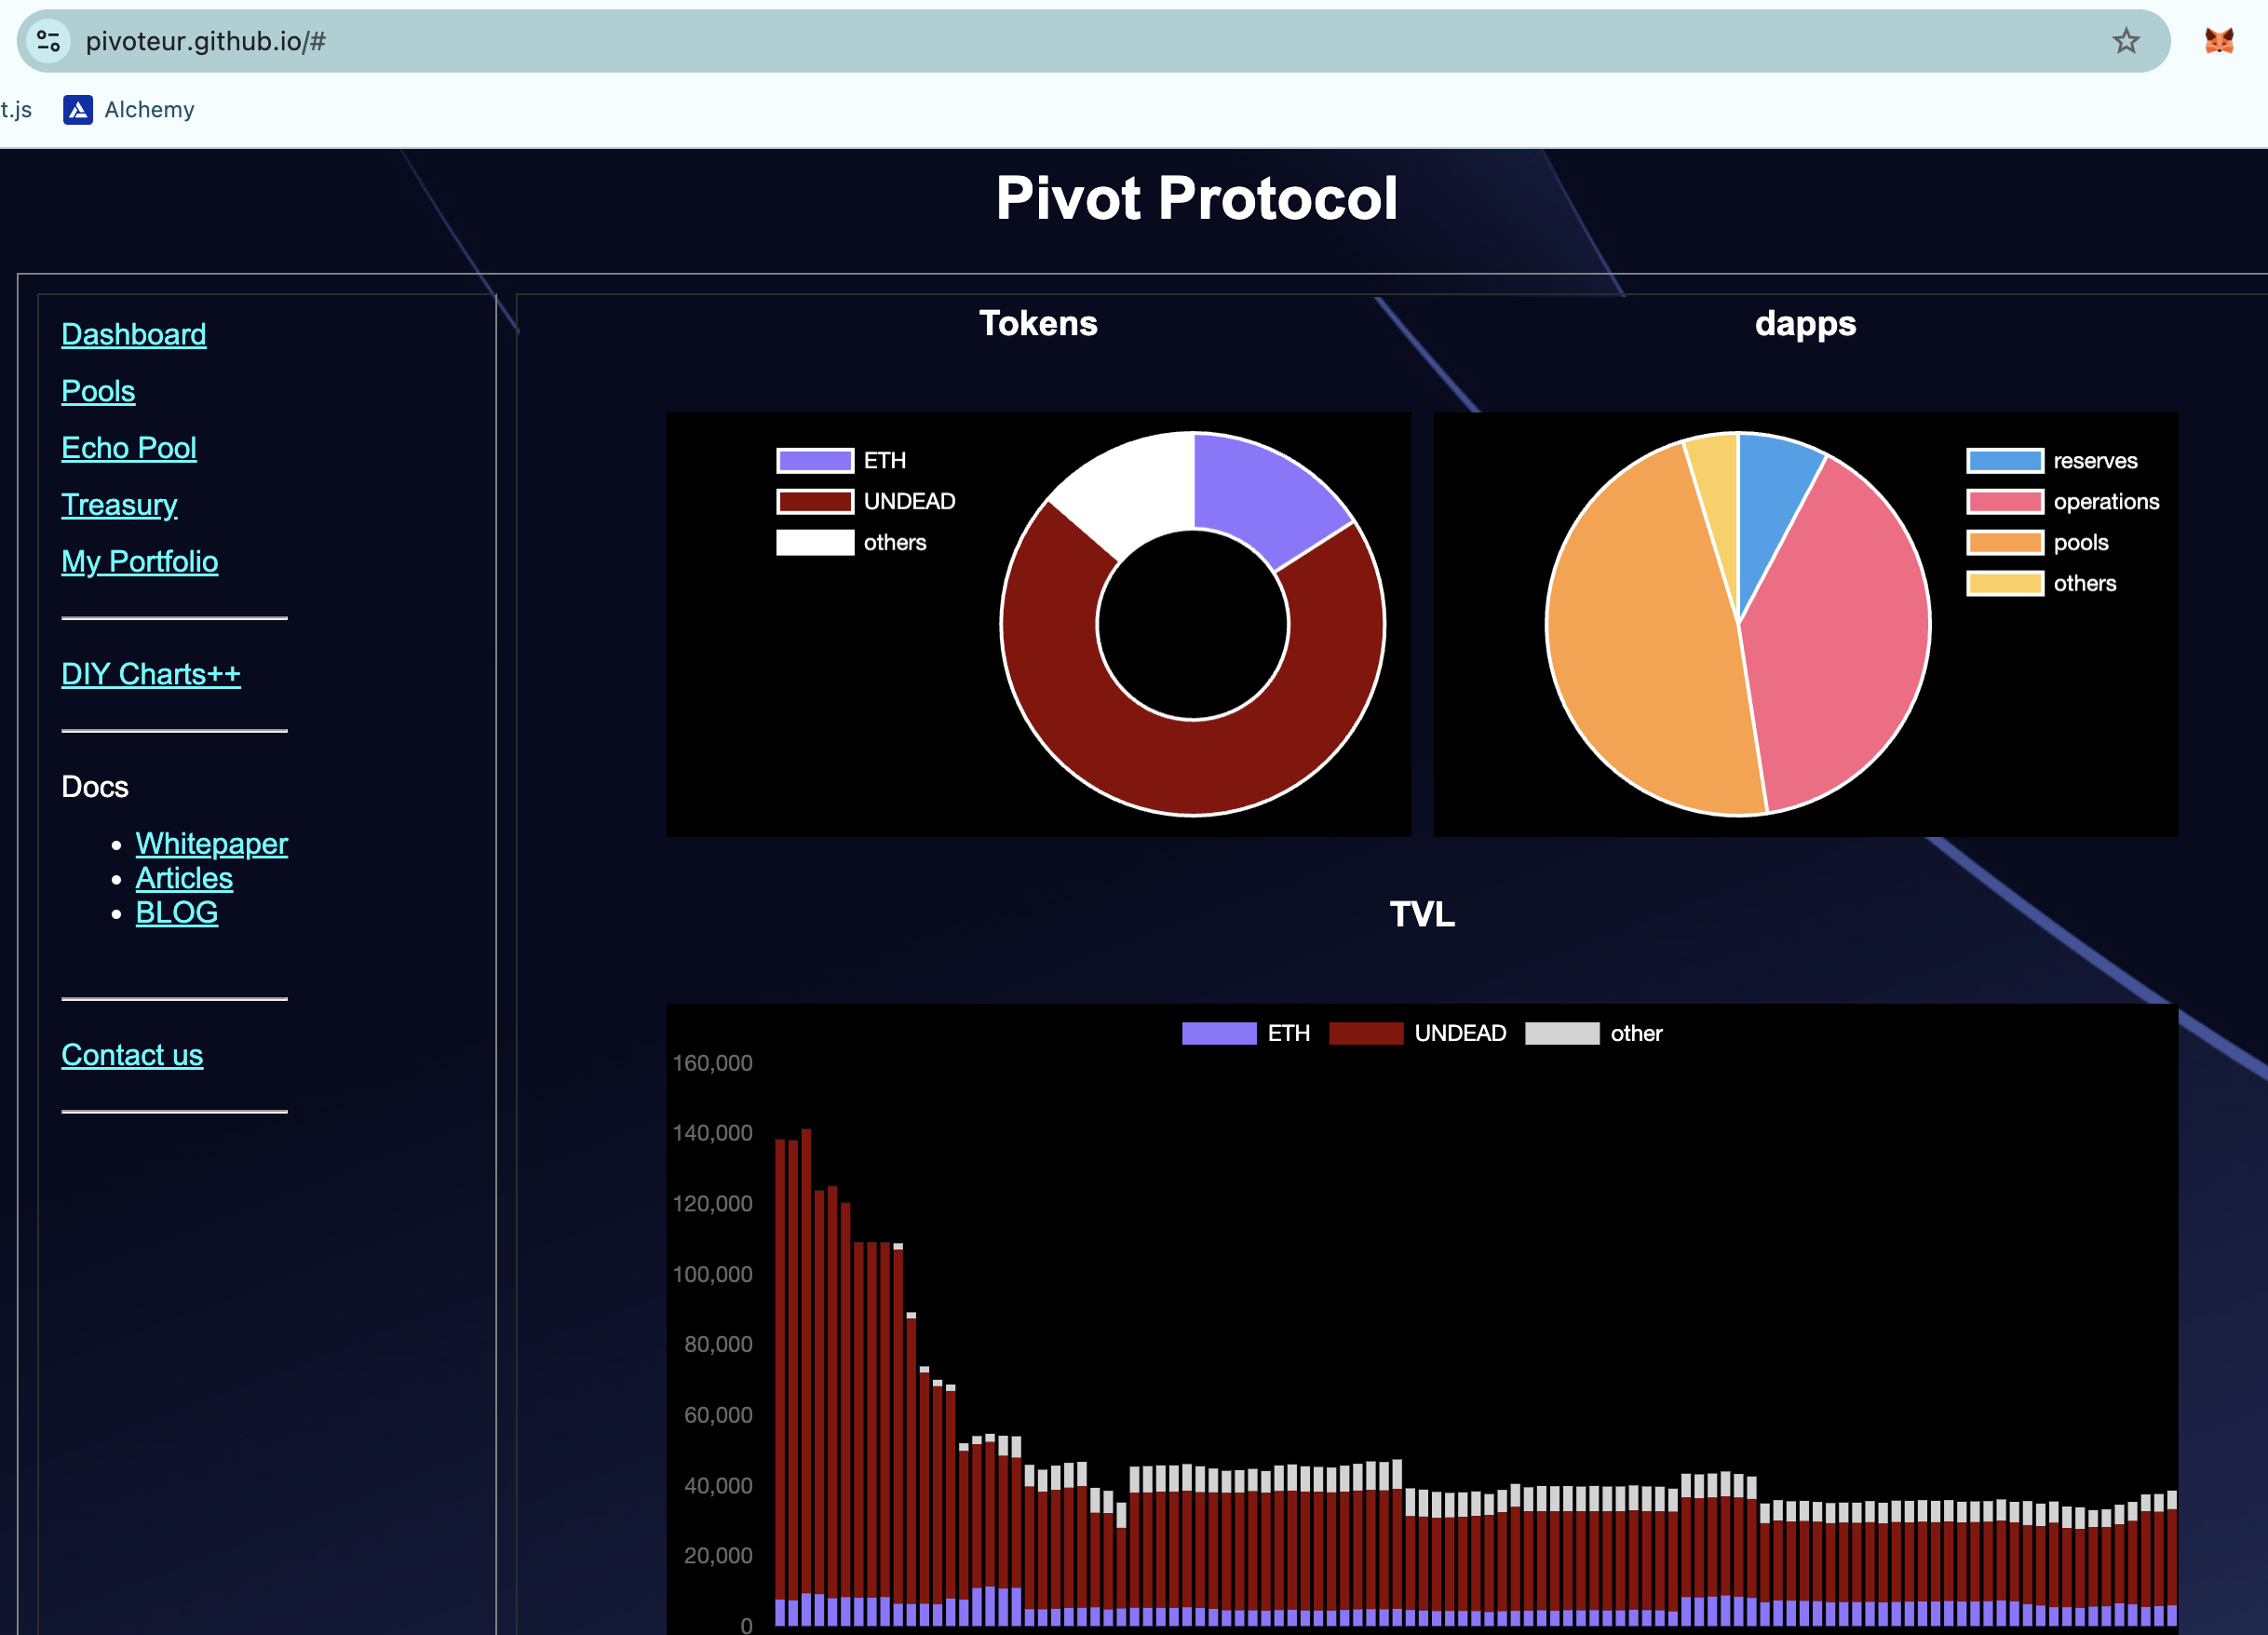 pivoteur.github.io/#
t.js Alchemy
Pivot Protocol
Dashboard
Pools
Echo Pool
Treasury
My Portfolio
DIY Charts++
Docs
Whitepaper
Articles
BLOG
Contact us
Tokens
ETH
UNDEAD
others
dapps
reserves
operations
pools
others
TVL
ETH UNDEAD other
160,000
140,000
120,000
100,000
80,000
60,000
40,000
20,000
0